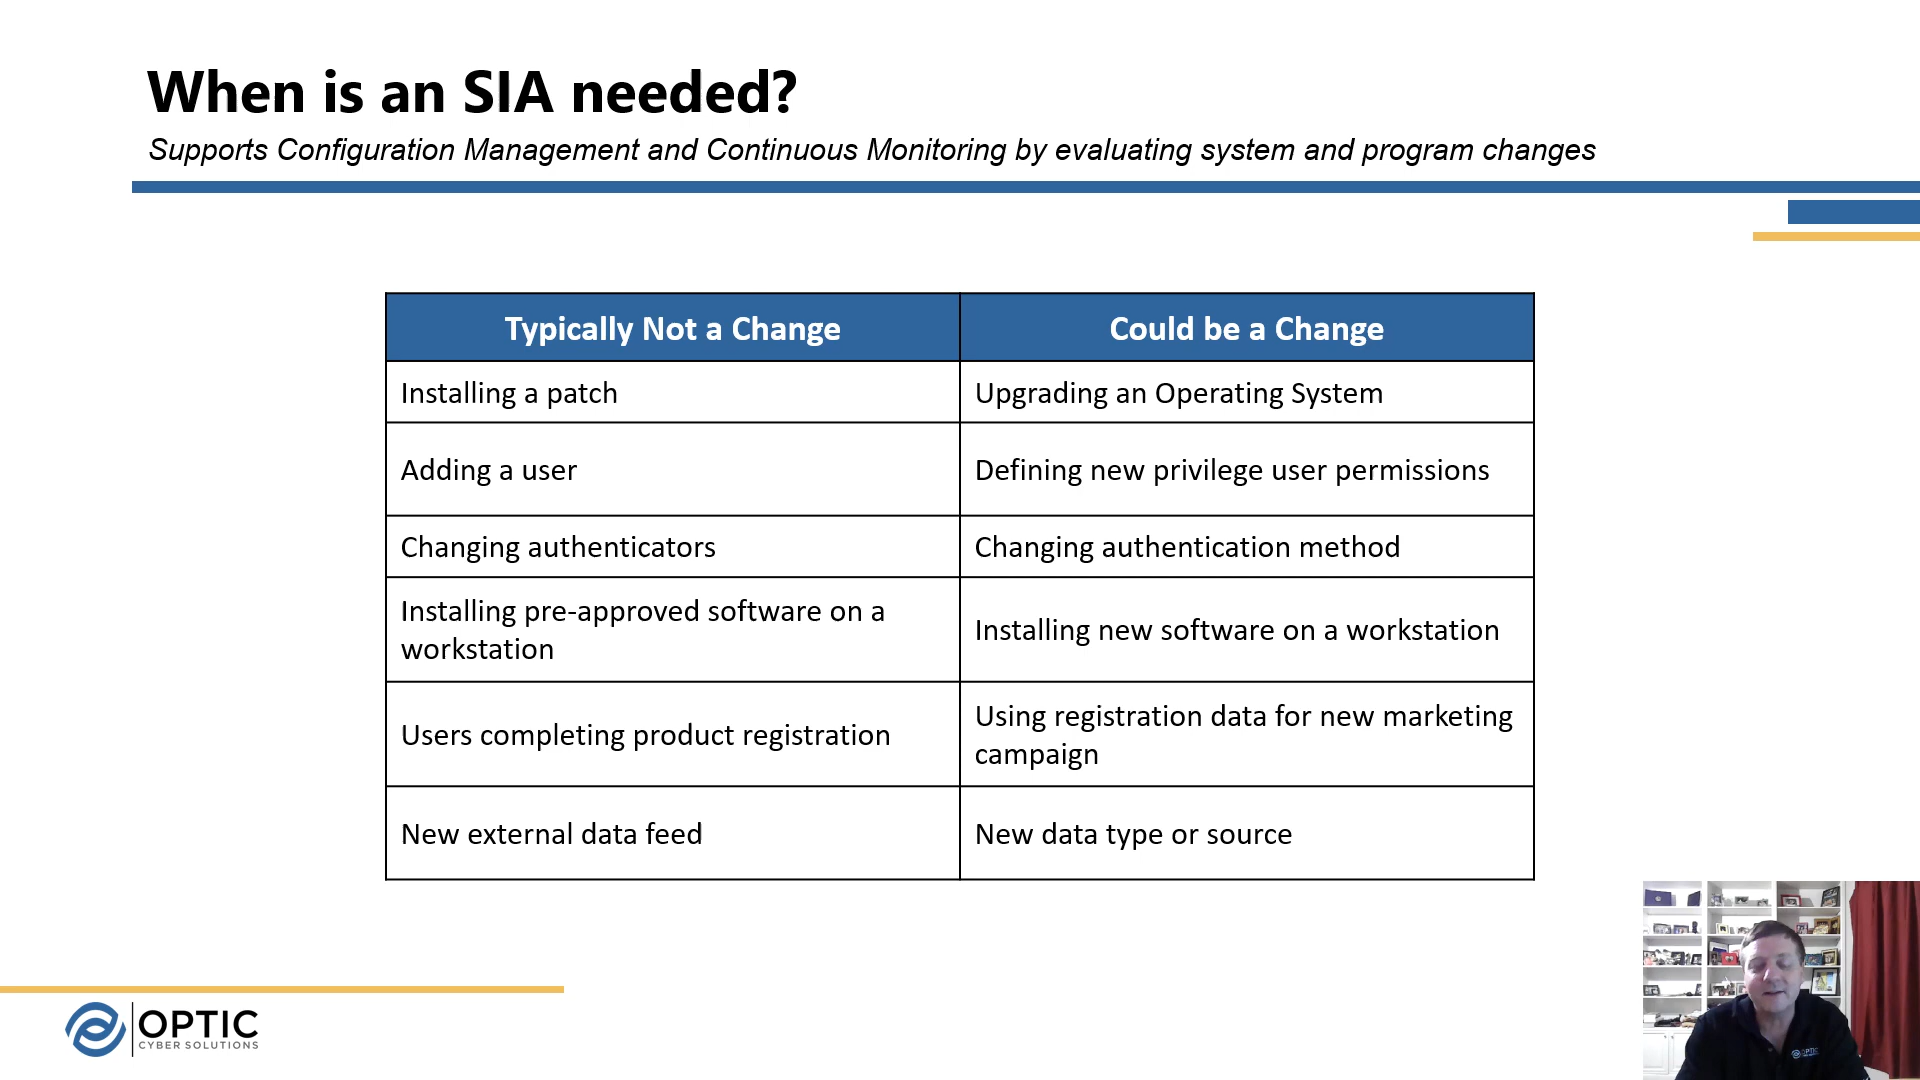 When is an SIA needed?
Supports Configuration Management and Continuous Monitoring by evaluating system and program changes
Typically Not a Change
Could be a Change
Installing a patch
Upgrading an Operating System
Adding a user
Defining new privilege user permissions
Changing authenticators
Changing authentication method
Installing pre-approved software on a
workstation
Installing new software on a workstation
Users completing product registration
Using registration data for new marketing
campaign
New external data feed
New data type or source
OPTIC
CYBER SOLUTIONS
OPTIC